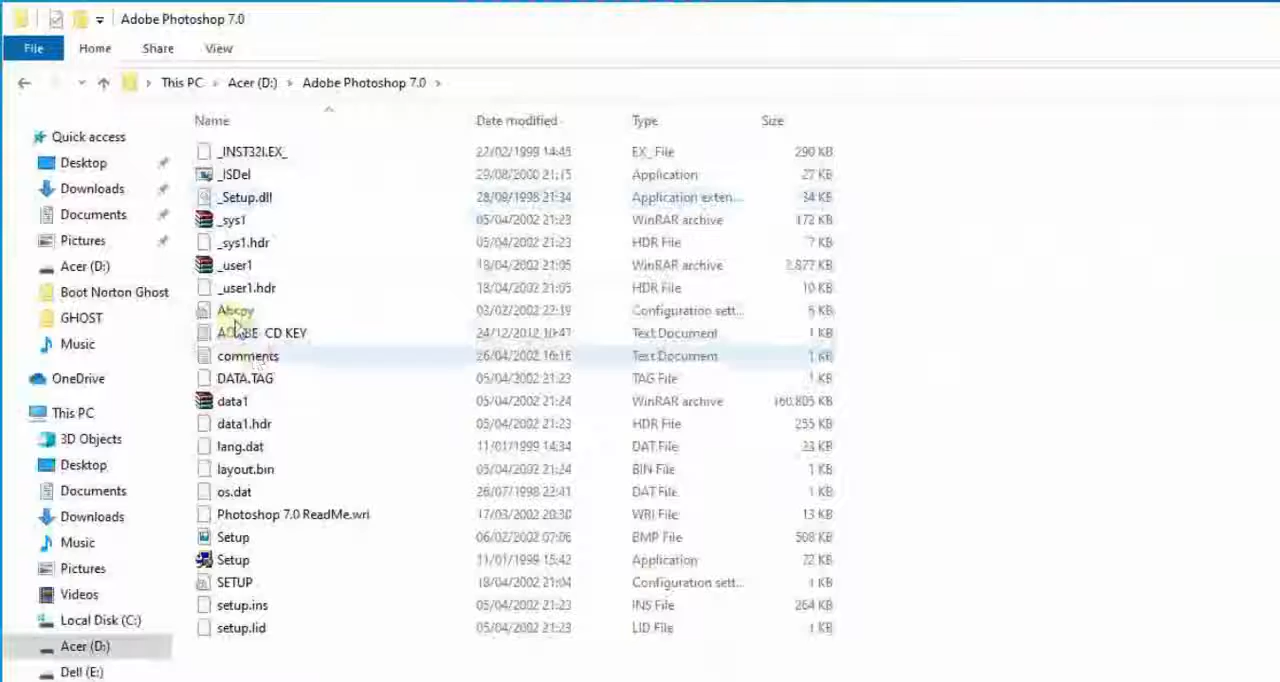 Adobe Photoshop 7.0
File Home Share View
This PC Acer (D:) Adobe Photoshop 7.0
Name Date modified Type Size
Quick access
Desktop
Downloads
Documents
Pictures
Acer (D:)
Boot Norton Ghost
GHOST
Music
OneDrive
This PC
3D Objects
Desktop
Documents
Downloads
Music
Pictures
Videos
Local Disk (C:)
Acer (D:)
Dell (E:)
_INST32I.EX_ 22/02/1999 14:45 EX_ File 290 KB
_ISDel 29/08/2000 21:15 Application 27 KB
_Setup.dll 28/09/1998 21:34 Application exten... 34 KB
_sys1 05/04/2002 21:23 WinRAR archive 172 KB
_sys1.hdr 05/04/2002 21:23 HDR File 7 KB
_user1 18/04/2002 21:05 WinRAR archive 2.877 KB
_user1.hdr 18/04/2002 21:05 HDR File 10 KB
Abcpy 03/02/2002 22:19 Configuration sett... 5 KB
ADOBE CD KEY 24/12/2012 10:41 Text Document 1 KB
comments 26/04/2002 16:16 Text Document 1 KB
DATA.TAG 05/04/2002 21:23 TAG File 1 KB
data1 05/04/2002 21:24 WinRAR archive 160.805 KB
data1.hdr 05/04/2002 21:23 HDR File 255 KB
lang.dat 11/01/1999 14:34 DAT File 23 KB
layout.bin 05/04/2002 21:24 BIN File 1 KB
os.dat 26/07/1998 22:41 DAT File 1 KB
Photoshop 7.0 ReadMe.wri 17/03/2002 20:30 WRI File 13 KB
Setup 06/02/2002 07:06 BMP File 508 KB
Setup 11/01/1999 15:42 Application 72 KB
SETUP 18/04/2002 21:04 Configuration sett... 1 KB
setup.ins 05/04/2002 21:23 INS File 264 KB
setup.lid 05/04/2002 21:23 LID File 1 KB